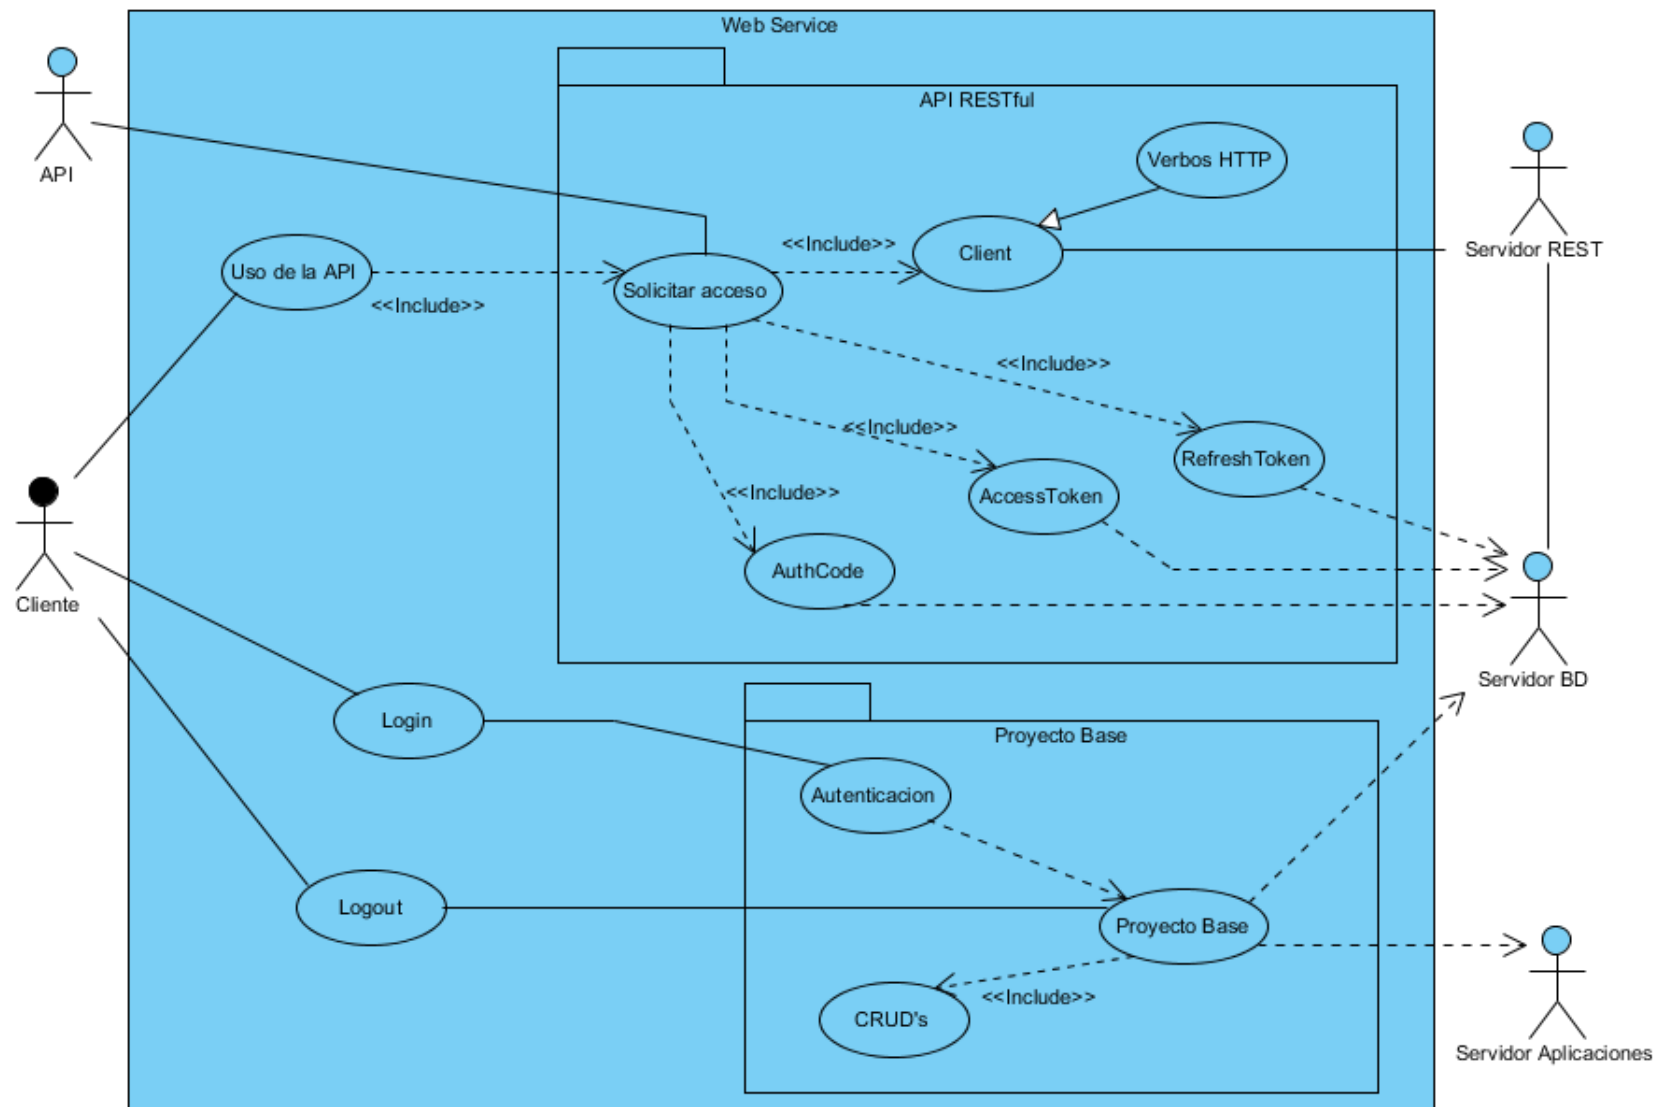 Web Service
API RESTful
Verbos HTTP
API
<<Include>>
Client
Servidor REST
Uso de la API
Solicitar acceso
<<Include>>
<<Include>>
<<Include>>
RefreshToken
AccessToken
<<Include>>
AuthCode
Cliente
Servidor BD
Login
Proyecto Base
Autenticacion
Logout
Proyecto Base
<<Include>>
CRUD's
Servidor Aplicaciones